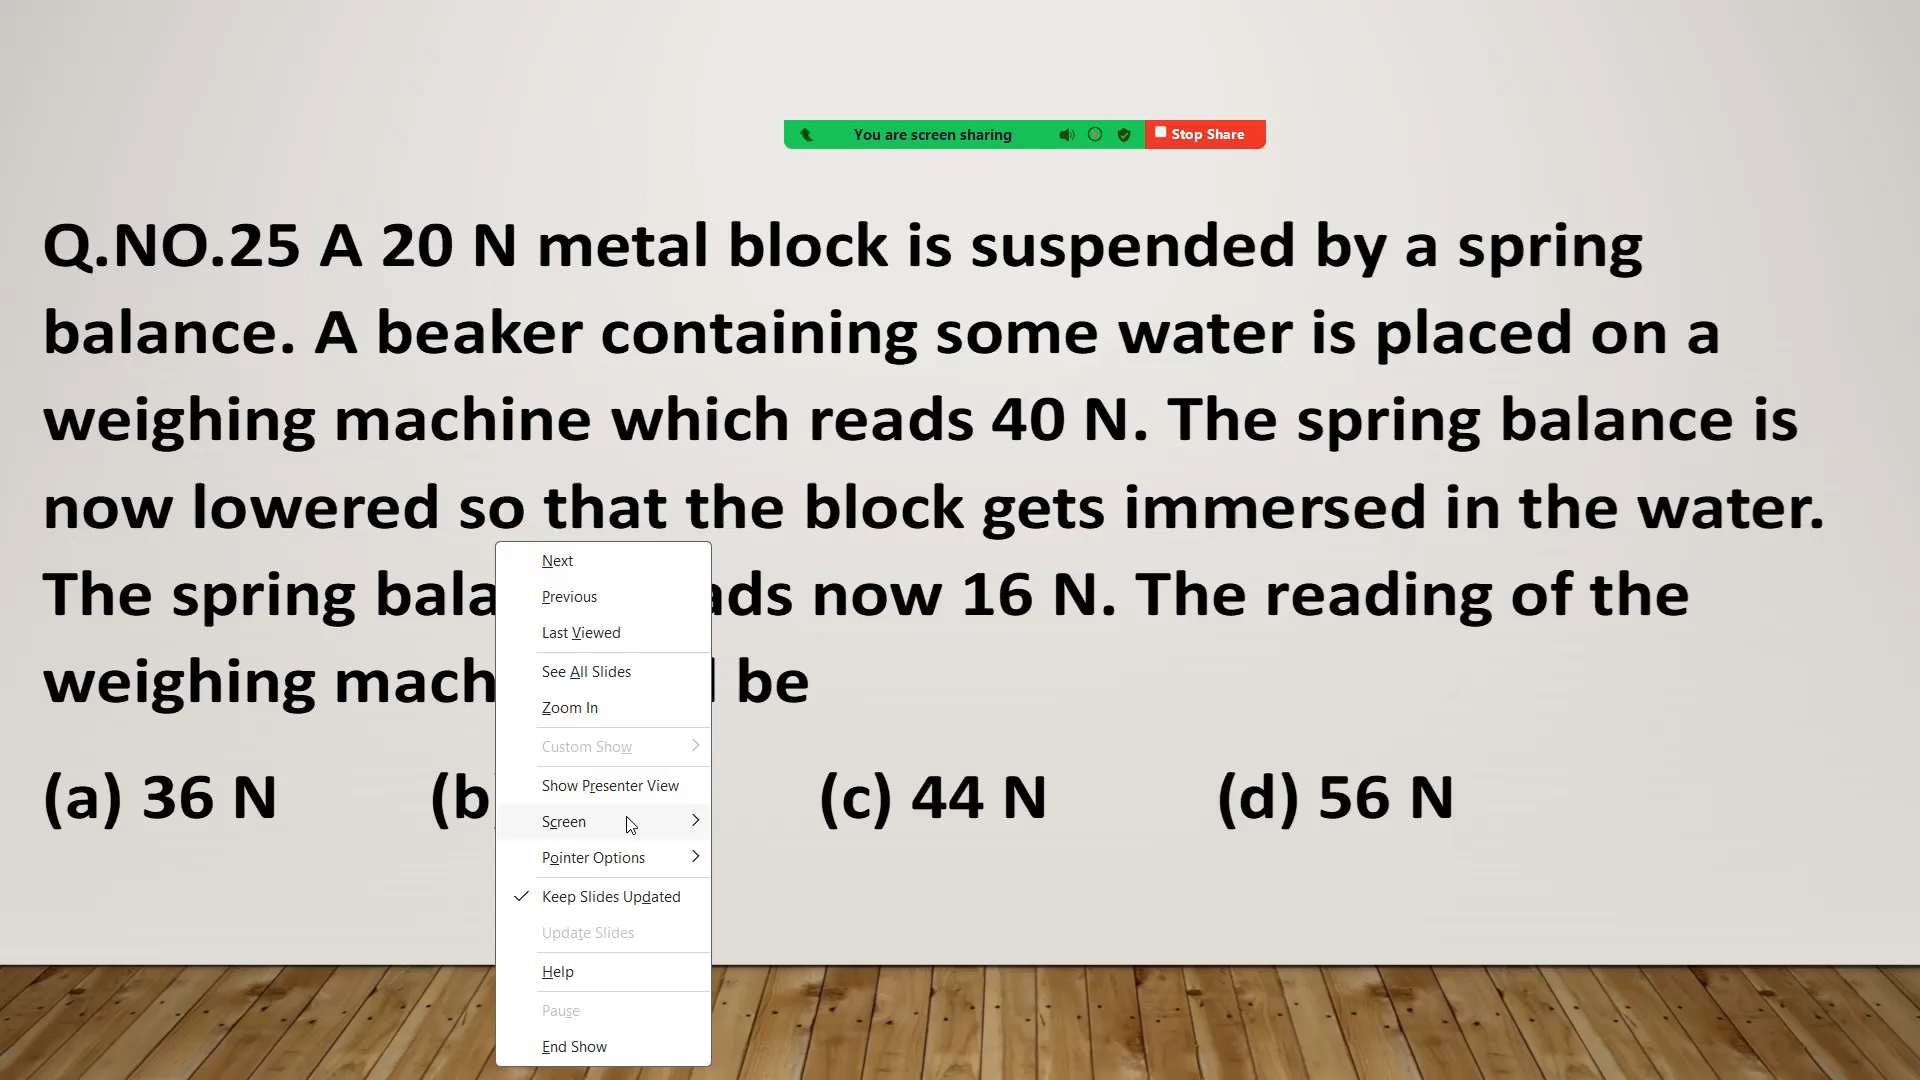 You are screen sharing Stop Share
Q.NO.25 A 20 N metal block is suspended by a spring
balance. A beaker containing some water is placed on a
weighing machine which reads 40 N. The spring balance is
now lowered so that the block gets immersed in the water.
The spring bala ads now 16 N. The reading of the
weighing mach be
(a) 36 N (b (c) 44 N (d) 56 N
Next
Previous
Last Viewed
See All Slides
Zoom In
Custom Show
Show Presenter View
Screen
Pointer Options
Keep Slides Updated
Update Slides
Help
Pause
End Show